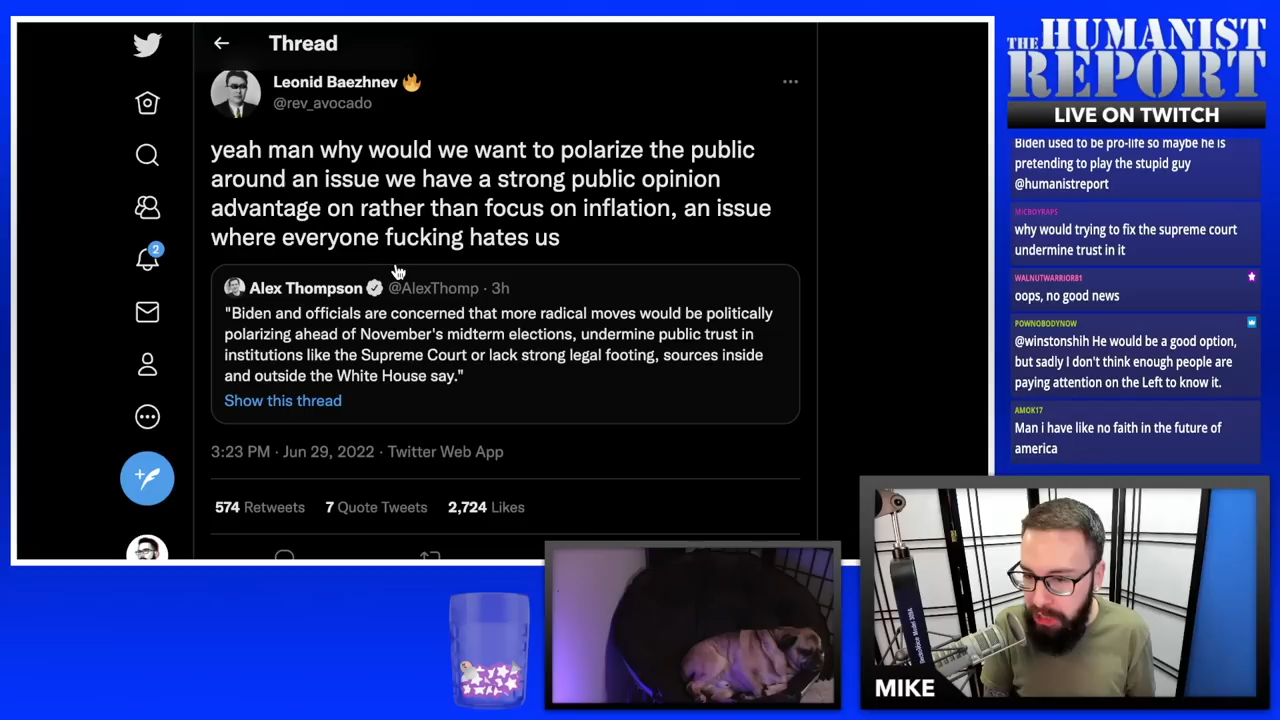 Thread
Leonid Baezhnev 🔥
@rev_avocado
yeah man why would we want to polarize the public
around an issue we have a strong public opinion
advantage on rather than focus on inflation, an issue
where everyone fucking hates us
Alex Thompson @AlexThomp · 3h
"Biden and officials are concerned that more radical moves would be politically
polarizing ahead of November's midterm elections, undermine public trust in
institutions like the Supreme Court or lack strong legal footing, sources inside
and outside the White House say."
Show this thread
3:23 PM · Jun 29, 2022 · Twitter Web App
574 Retweets 7 Quote Tweets 2,724 Likes
2
THE HUMANIST
REPORT
LIVE ON TWITCH
Biden used to be pro-life so maybe he is
pretending to play the stupid guy
@humanistreport
MICBOYRAPS
why would trying to fix the supreme court
undermine trust in it
WALNUTWARRIOR81
oops, no good news
POWNOBODYNOW
@winstonshih He would be a good option,
but sadly I don't think enough people are
paying attention on the Left to know it.
AMOK17
Man i have like no faith in the future of
america
MIKE